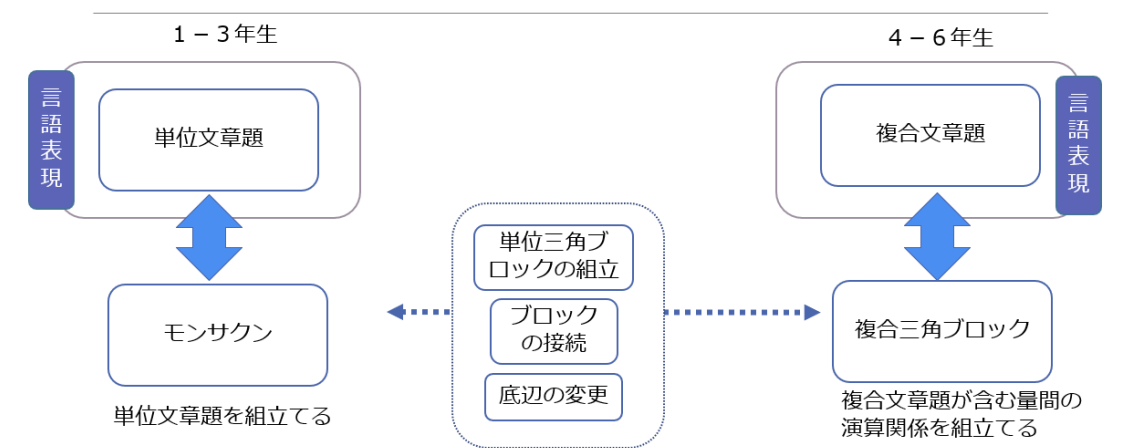 1－3年生
4－6年生
言語表現
単位文章題
複合文章題
言語表現
単位三角ブ
ロックの組立
モンサクン
ブロック
の接続
複合三角ブロック
底辺の変更
単位文章題を組立てる
複合文章題が含む量間の
演算関係を組立てる